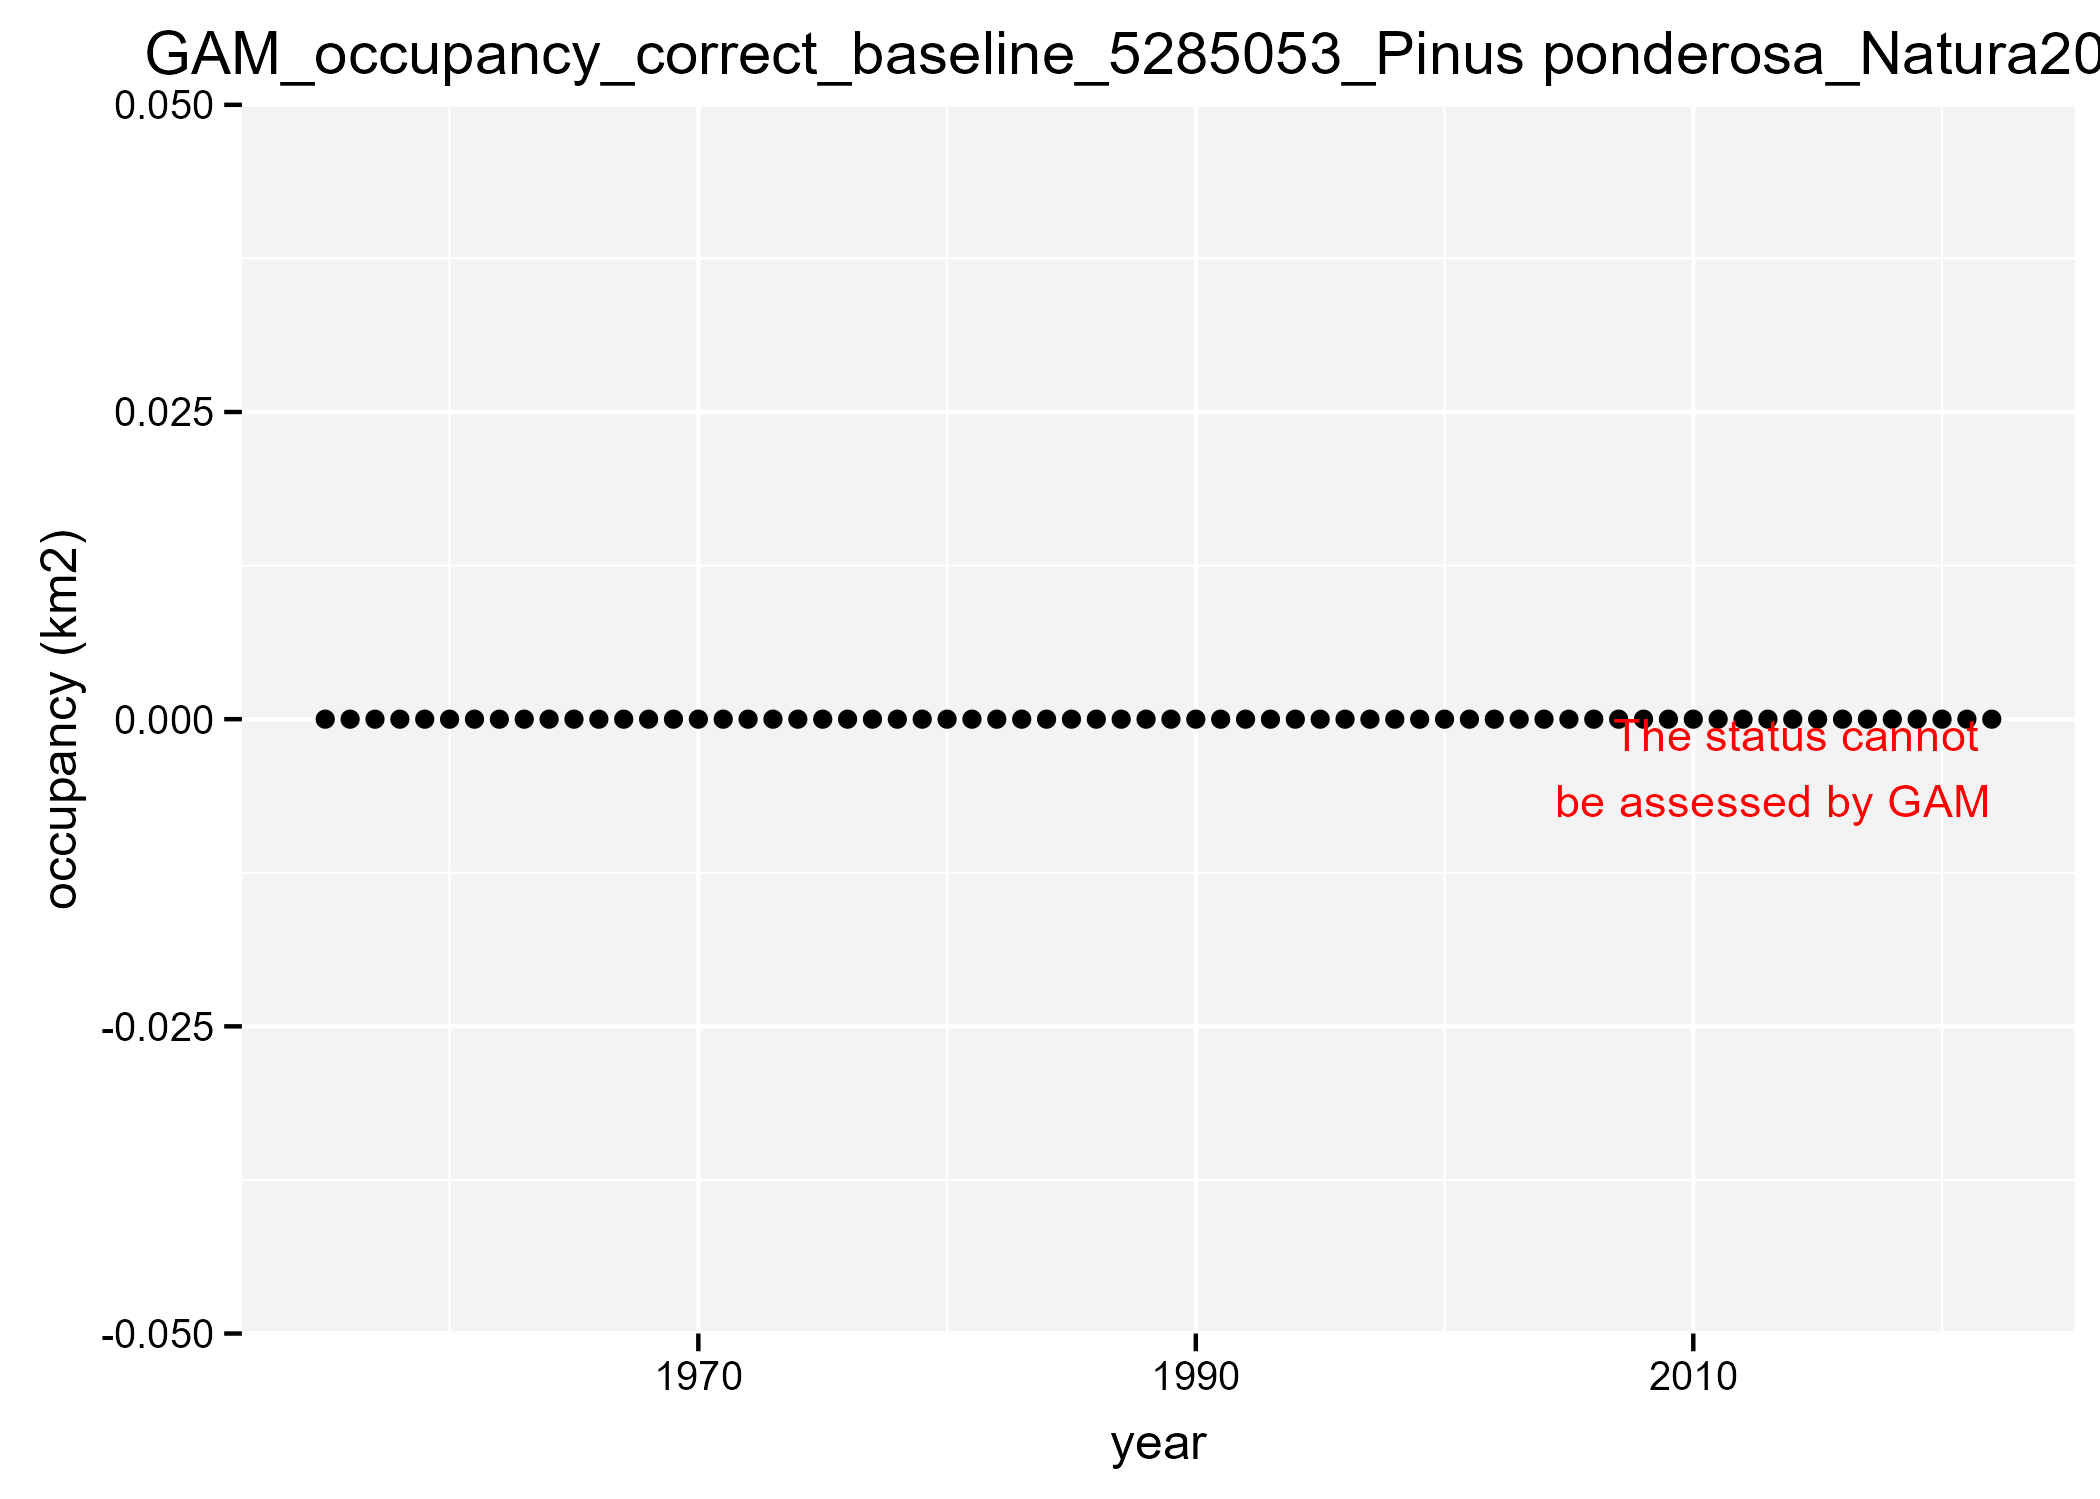 GAM_occupancy_correct_baseline_5285053_Pinus ponderosa_Natura20
0.050
0.025
0.000
-0.025
-0.050
occupancy (km2)
The status cannot
be assessed by GAM
1970 1990 2010
year